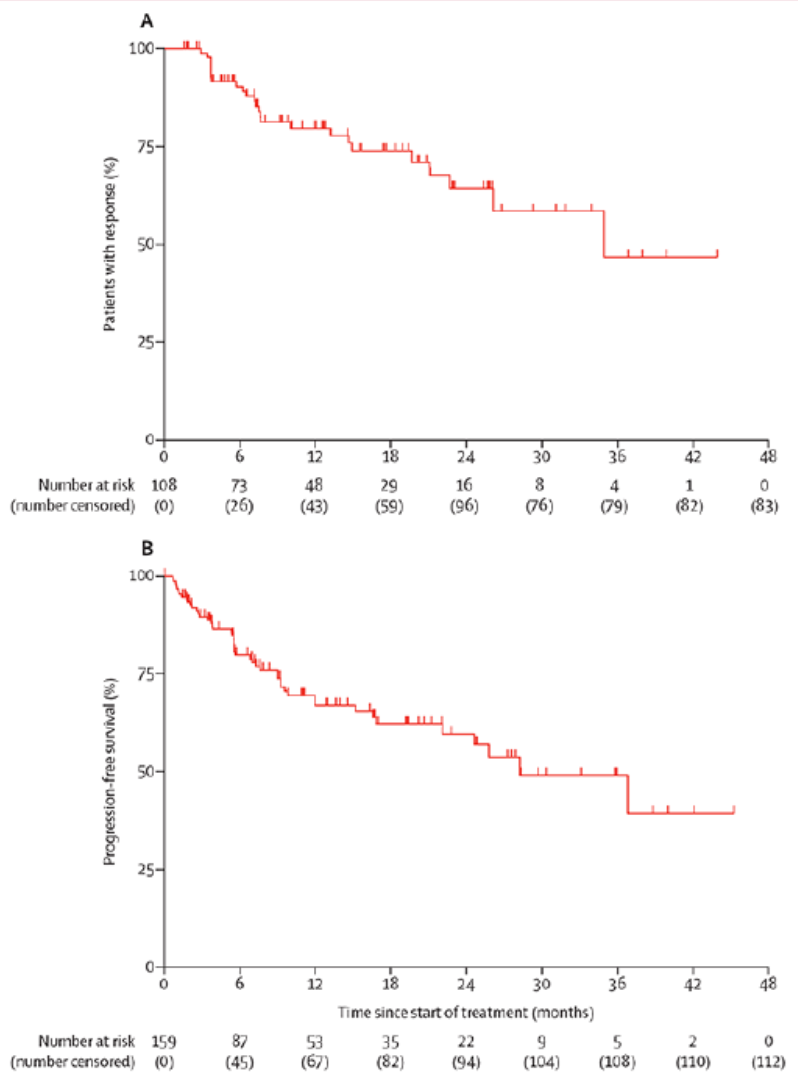 A
100
75
50
25
0
Patients with response (%)
0 6 12 18 24 30 36 42 48
Number at risk 108 73 48 29 16 8 4 1 0
(number censored) (0) (26) (43) (59) (96) (76) (79) (82) (83)
B
100
75
50
25
0
Progression-free survival (%)
0 6 12 18 24 30 36 42 48
Time since start of treatment (months)
Number at risk 159 87 53 35 22 9 5 2 0
(number censored) (0) (45) (67) (82) (94) (104) (108) (110) (112)